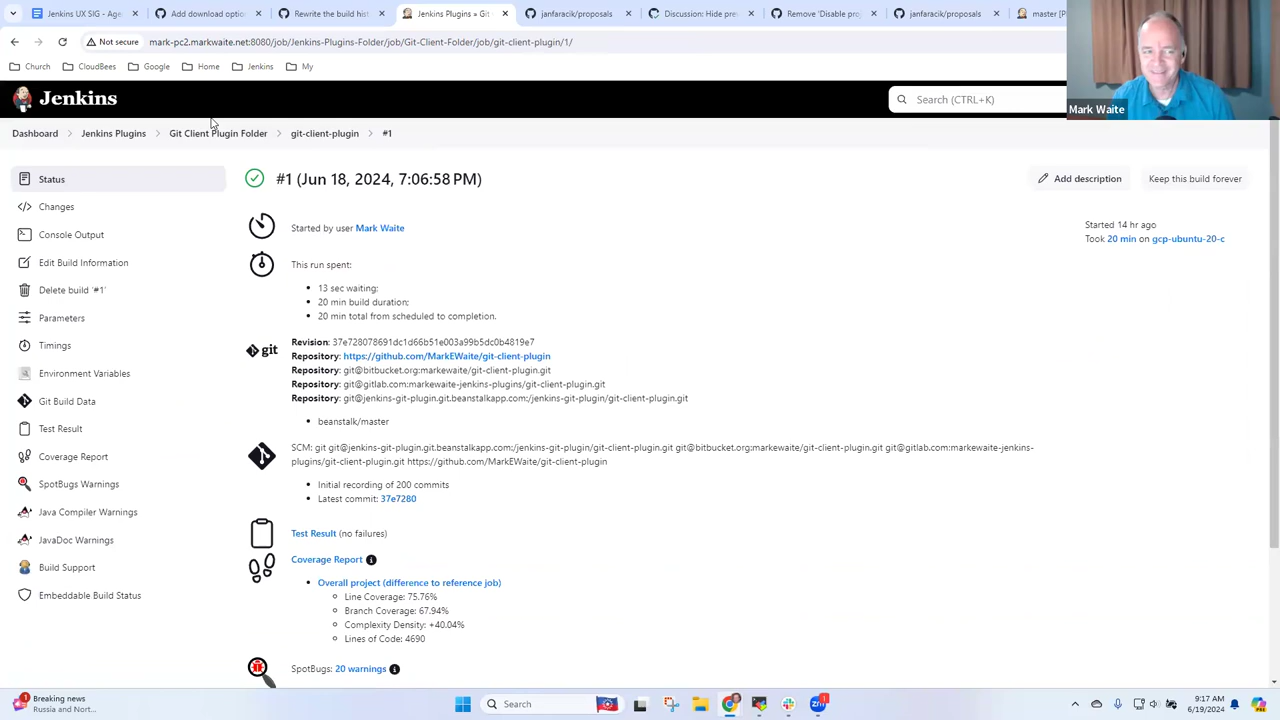 Jenkins UX SIG - Age
Add download optio
Rewrite the build hist
Jenkins Plugins » Git
janfaracik/proposals
Discussion: Hide pro
Remove 'Disable proj
janfaracik/proposals
master [P
Not secure
mark-pc2.markwaite.net:8080/job/Jenkins-Plugins-Folder/job/Git-Client-Folder/job/git-client-plugin/1/
Church
CloudBees
Google
Home
Jenkins
My
Jenkins
Search (CTRL+K)
Mark Waite
Dashboard
Jenkins Plugins
Git Client Plugin Folder
git-client-plugin
#1
Status
Changes
Console Output
Edit Build Information
Delete build '#1'
Parameters
Timings
Environment Variables
Git Build Data
Test Result
Coverage Report
SpotBugs Warnings
Java Compiler Warnings
JavaDoc Warnings
Build Support
Embeddable Build Status
#1 (Jun 18, 2024, 7:06:58 PM)
Add description
Keep this build forever
Started 14 hr ago
Took 20 min on gcp-ubuntu-20-c
Started by user Mark Waite
This run spent:
13 sec waiting;
20 min build duration;
20 min total from scheduled to completion.
git
Revision: 37e728078691dc1d66b51e003a99b5dc0b4819e7
Repository: https://github.com/MarkEWaite/git-client-plugin
Repository: git@bitbucket.org:markewaite/git-client-plugin.git
Repository: git@gitlab.com:markewaite-jenkins-plugins/git-client-plugin.git
Repository: git@jenkins-git-plugin.git.beanstalkapp.com:/jenkins-git-plugin/git-client-plugin.git
beanstalk/master
SCM: git git@jenkins-git-plugin.git.beanstalkapp.com:/jenkins-git-plugin/git-client-plugin.git git@bitbucket.org:markewaite/git-client-plugin.git git@gitlab.com:markewaite-jenkins-
plugins/git-client-plugin.git https://github.com/MarkEWaite/git-client-plugin
Initial recording of 200 commits
Latest commit: 37e7280
Test Result (no failures)
Coverage Report
Overall project (difference to reference job)
Line Coverage: 75.76%
Branch Coverage: 67.94%
Complexity Density: +40.04%
Lines of Code: 4690
SpotBugs: 20 warnings
1
Breaking news
Russia and Nort...
Search
1
9:17 AM
6/19/2024